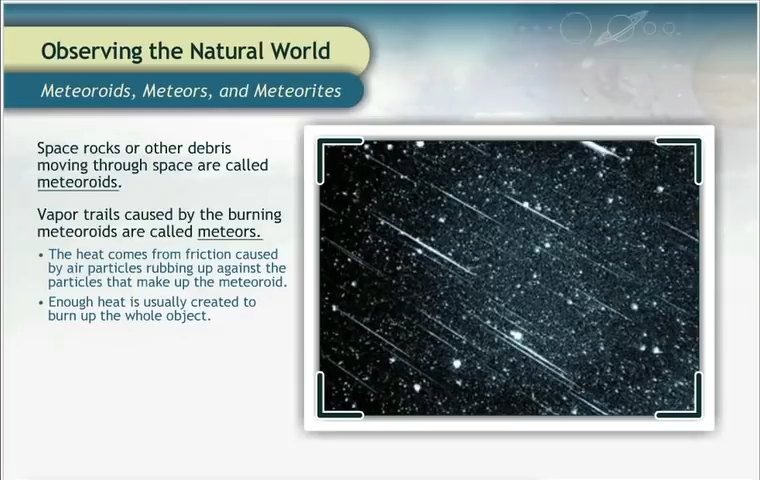 Observing the Natural World
Meteoroids, Meteors, and Meteorites
Space rocks or other debris
moving through space are called
meteoroids.
Vapor trails caused by the burning
meteoroids are called meteors.
• The heat comes from friction caused
by air particles rubbing up against the
particles that make up the meteoroid.
• Enough heat is usually created to
burn up the whole object.